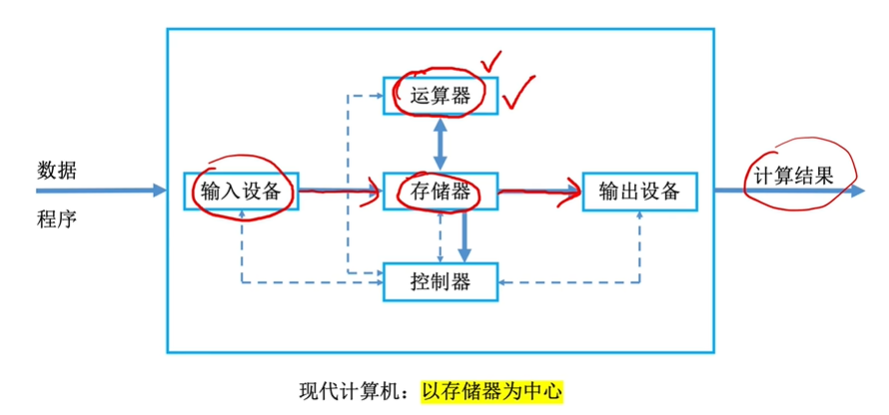 运算器
数据
输入设备
存储器
输出设备
计算结果
程序
控制器
现代计算机：以存储器为中心